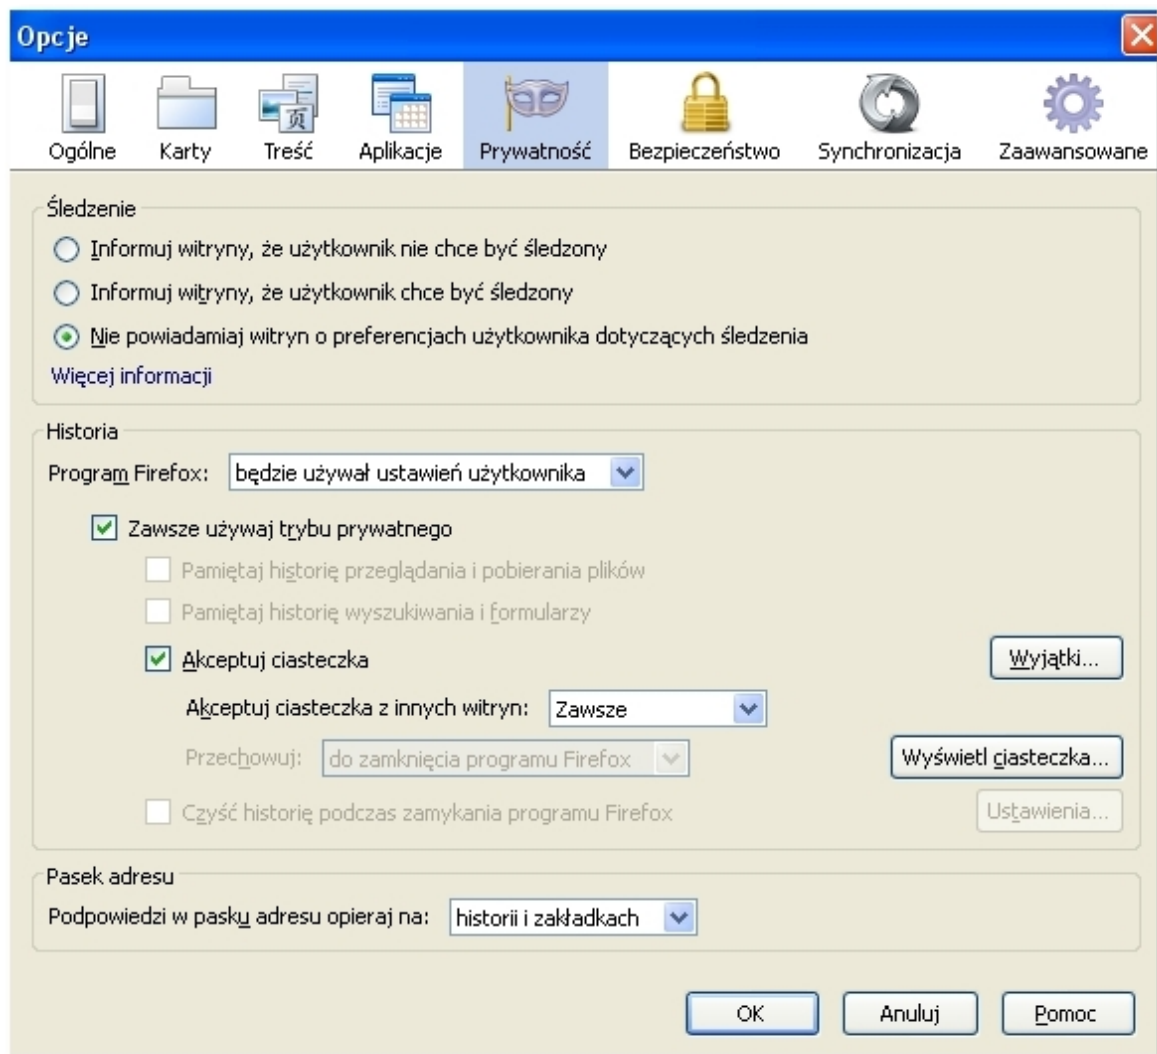 Opcje
Ogólne Karty Treść Aplikacje Prywatność Bezpieczeństwo Synchronizacja Zaawansowane
Śledzenie
Informuj witryny, że użytkownik nie chce być śledzony
Informuj witryny, że użytkownik chce być śledzony
Nie powiadamiaj witryn o preferencjach użytkownika dotyczących śledzenia
Więcej informacji
Historia
Program Firefox: będzie używał ustawień użytkownika
Zawsze używaj trybu prywatnego
Pamiętaj historię przeglądania i pobierania plików
Pamiętaj historię wyszukiwania i formularzy
Akceptuj ciasteczka Wyjątki...
Akceptuj ciasteczka z innych witryn: Zawsze
Przechowuj: do zamknięcia programu Firefox Wyświetl ciasteczka...
Czyść historię podczas zamykania programu Firefox Ustawienia...
Pasek adresu
Podpowiedzi w pasku adresu opieraj na: historii i zakładkach
OK Anuluj Pomoc